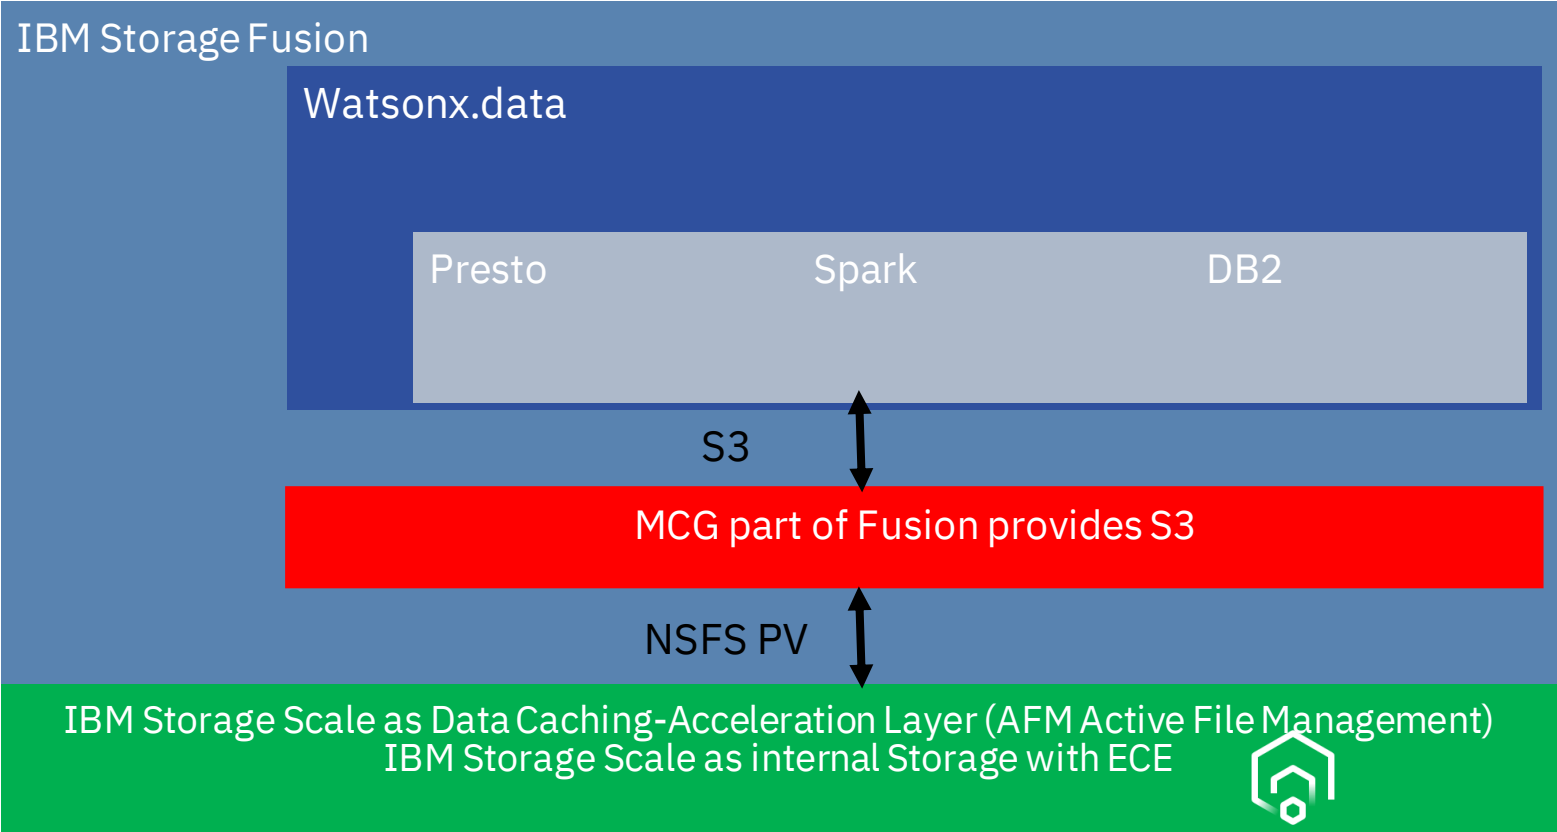 IBM Storage Fusion
Watsonx.data
Presto
Spark
DB2
S3
MCG part of Fusion provides S3
NSFS PV
IBM Storage Scale as Data Caching-Acceleration Layer (AFM Active File Management)
IBM Storage Scale as internal Storage with ECE